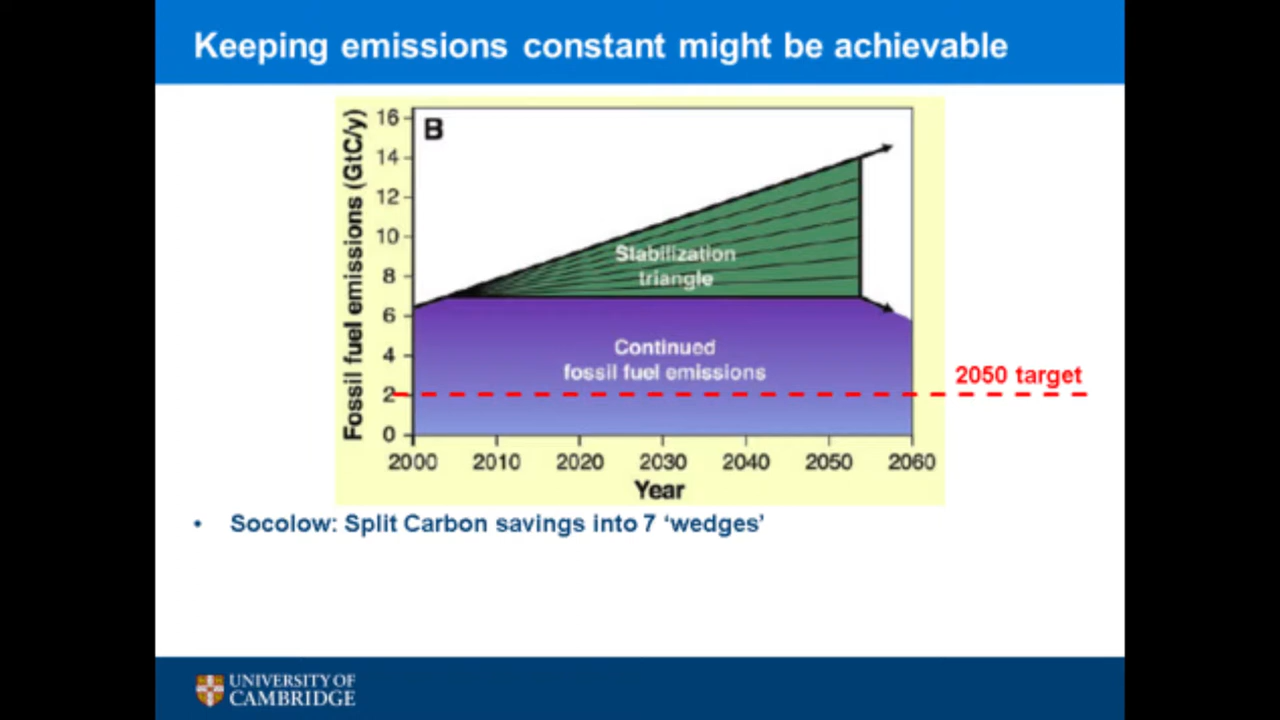 Keeping emissions constant might be achievable
B
Fossil fuel emissions (GtC/y)
16
14
12
10
8
6
4
2
0
Stabilization
triangle
Continued
fossil fuel emissions
2050 target
2000 2010 2020 2030 2040 2050 2060
Year
• Socolow: Split Carbon savings into 7 ‘wedges’
UNIVERSITY OF
CAMBRIDGE